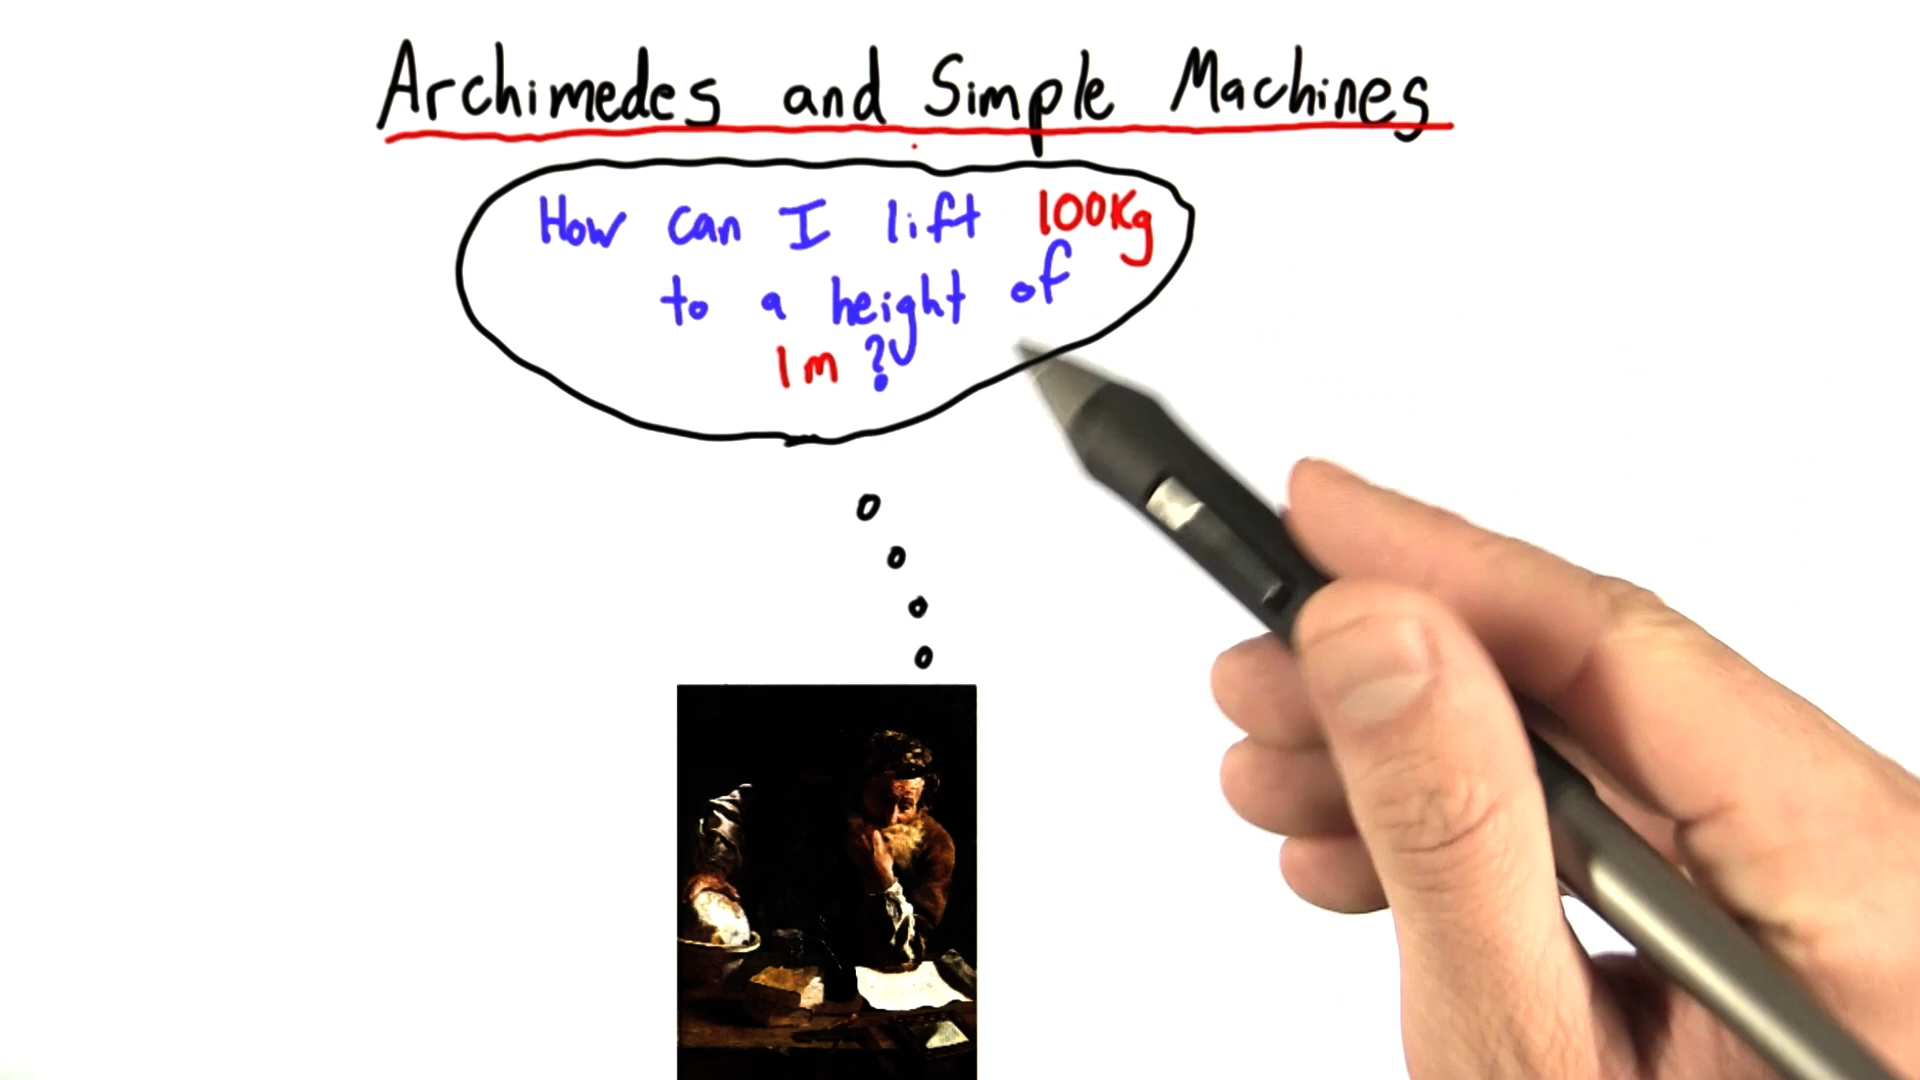 Archimedes and Simple Machines
How can I lift 100Kg
to a height of
1m ?